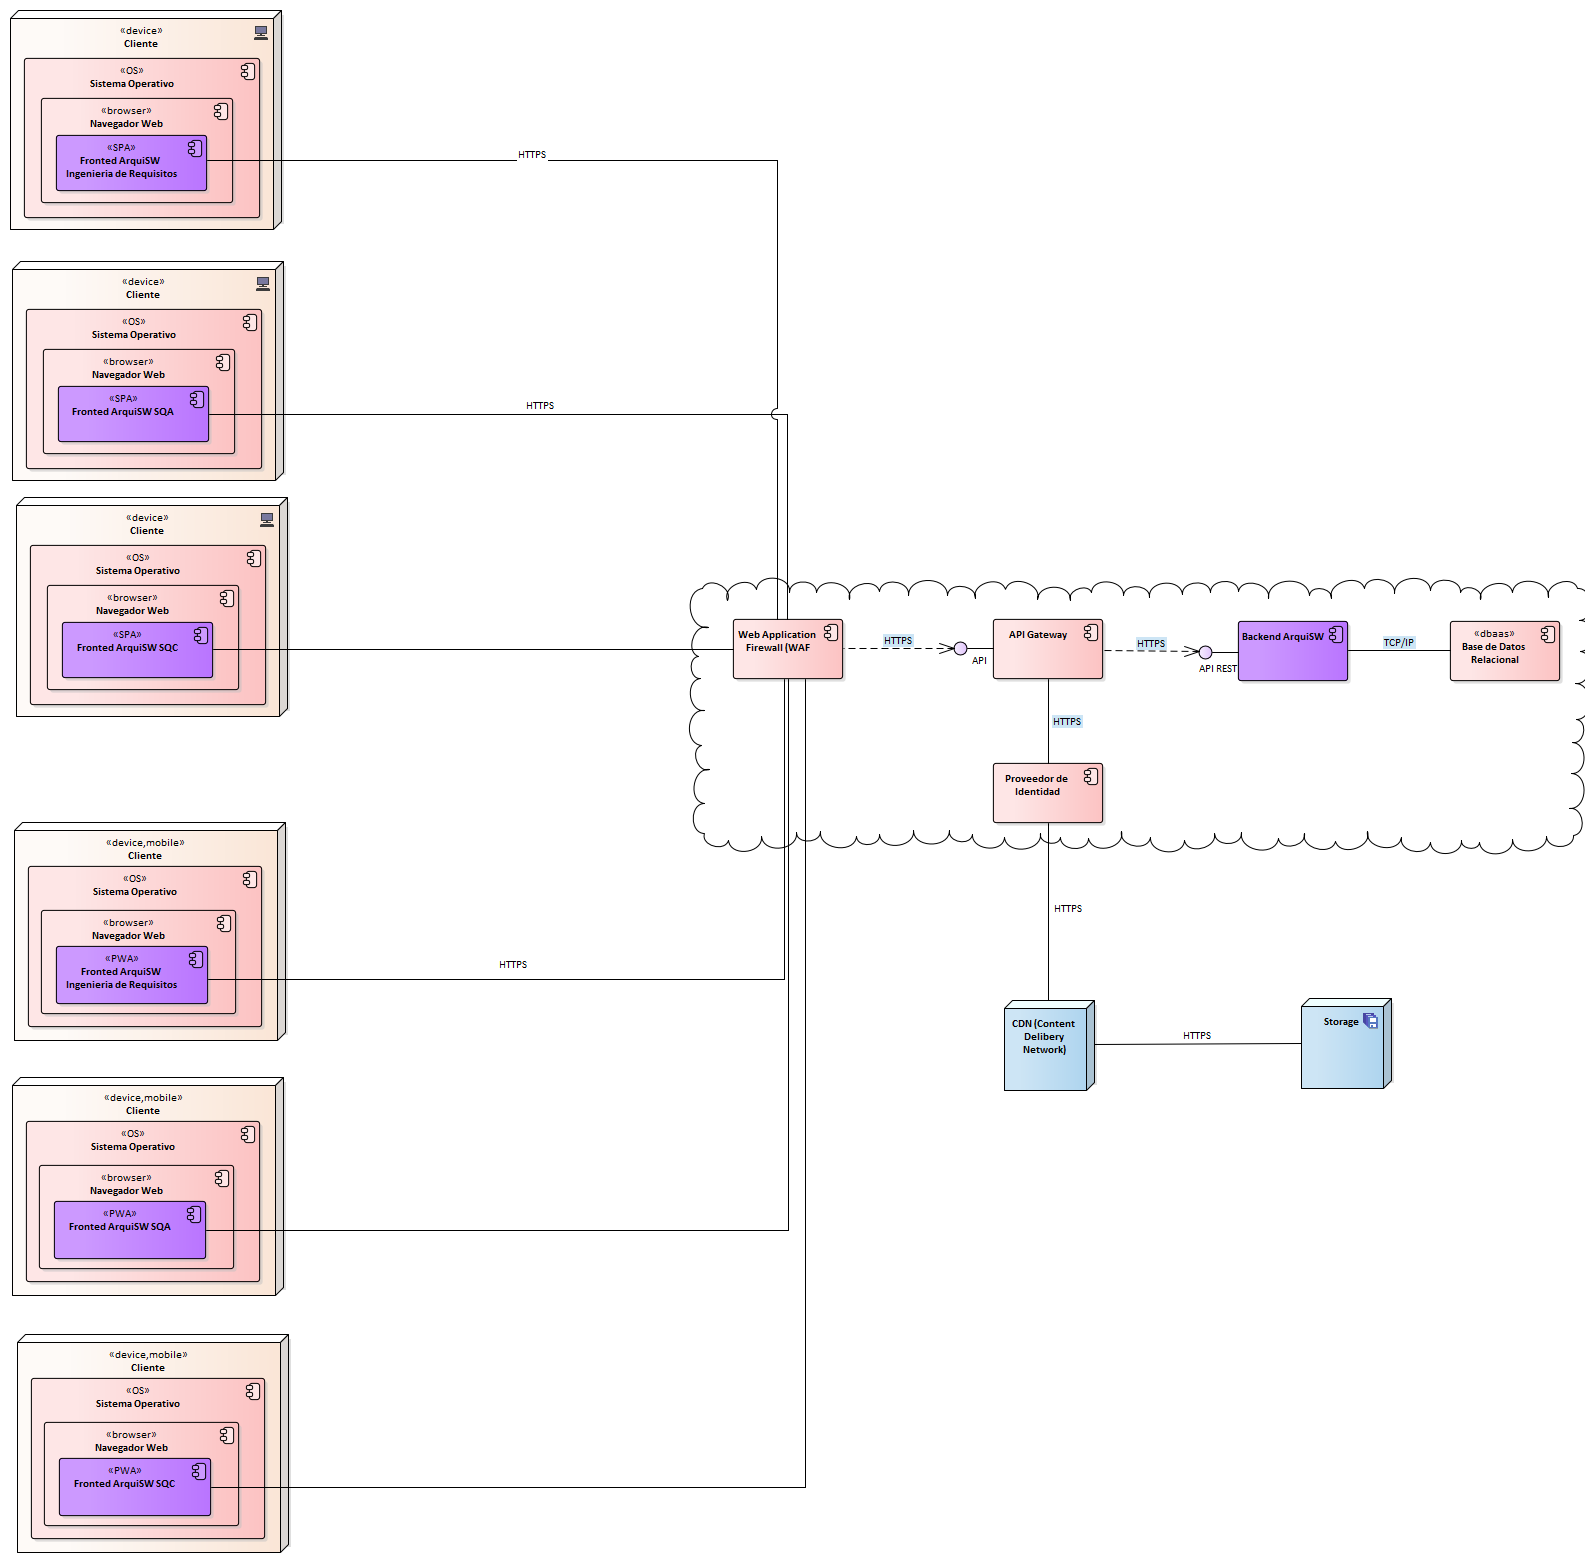 «device»
Cliente
«OS»
Sistema Operativo
«browser»
Navegador Web
«SPA»
Fronted ArquiSW
Ingenieria de Requisitos
HTTPS
«device»
Cliente
«OS»
Sistema Operativo
«browser»
Navegador Web
«SPA»
Fronted ArquiSW SQA
HTTPS
«device»
Cliente
«OS»
Sistema Operativo
«browser»
Navegador Web
«SPA»
Fronted ArquiSW SQC
Web Application
Firewall (WAF
HTTPS
API
API Gateway
HTTPS
API REST
Backend ArquiSW
TCP/IP
«dbaas»
Base de Datos
Relacional
HTTPS
Proveedor de
Identidad
HTTPS
CDN (Content
Delibery
Network)
HTTPS
Storage
«device,mobile»
Cliente
«OS»
Sistema Operativo
«browser»
Navegador Web
«PWA»
Fronted ArquiSW
Ingenieria de Requisitos
HTTPS
«device,mobile»
Cliente
«OS»
Sistema Operativo
«browser»
Navegador Web
«PWA»
Fronted ArquiSW SQA
«device,mobile»
Cliente
«OS»
Sistema Operativo
«browser»
Navegador Web
«PWA»
Fronted ArquiSW SQC